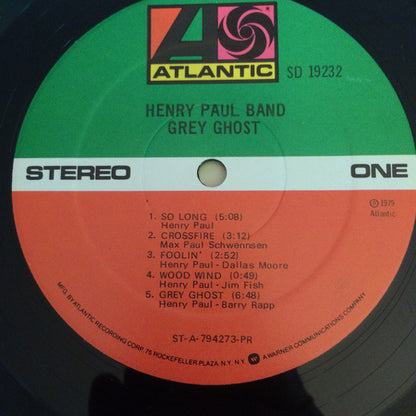 ATLANTIC
SD 19232
HENRY PAUL BAND
GREY GHOST
STEREO
ONE
℗ 1979
Atlantic
1. SO LONG (5:08)
Henry Paul
2. CROSSFIRE (3:12)
Max Paul Schwennsen
3. FOOLIN' (2:52)
Henry Paul - Dallas Moore
4. WOOD WIND (0:49)
Henry Paul - Jim Fish
5. GREY GHOST (6:48)
Henry Paul - Barry Rapp
ST-A-794273-PR
MFG. BY ATLANTIC RECORDING CORP. 75 ROCKEFELLER PLAZA. N.Y. N.Y. W A WARNER COMMUNICATIONS COMPANY